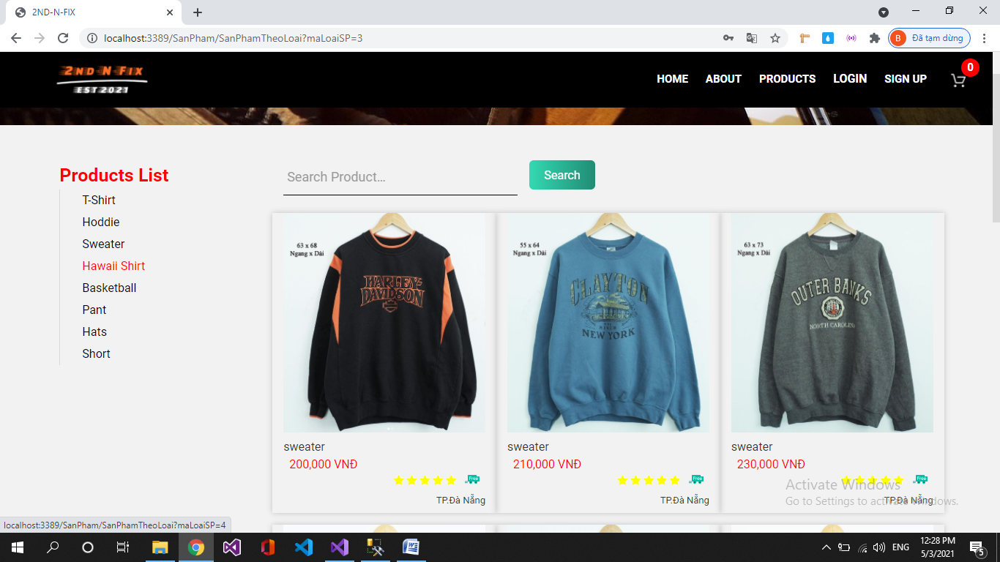 2ND-N-FIX
localhost:3389/SanPham/SanPhamTheoLoai?maLoaiSP=3
B Đã tạm dừng
2ND N FIX
EST 2021
HOME ABOUT PRODUCTS LOGIN SIGN UP 0
Products List
T-Shirt
Hoddie
Sweater
Hawaii Shirt
Basketball
Pant
Hats
Short
Search Product...
Search
63 x 68
Ngang x Dài
HARLEY'S
DAVIDSON
55 x 64
Ngang x Dài
CLAYTON
NEW YORK
63 x 73
Ngang x Dài
OUTER BANKS
NORTH CAROLINA
sweater
200,000 VNĐ
Free
TP.Đà Nẵng
sweater
210,000 VNĐ
Free
TP.Đà Nẵng
sweater
230,000 VNĐ
Free
TP.Đà Nẵng
Activate Windows
Go to Settings to activate Windows.
localhost:3389/SanPham/SanPhamTheoLoai?maLoaiSP=4
ENG
12:28 PM
5/3/2021
5